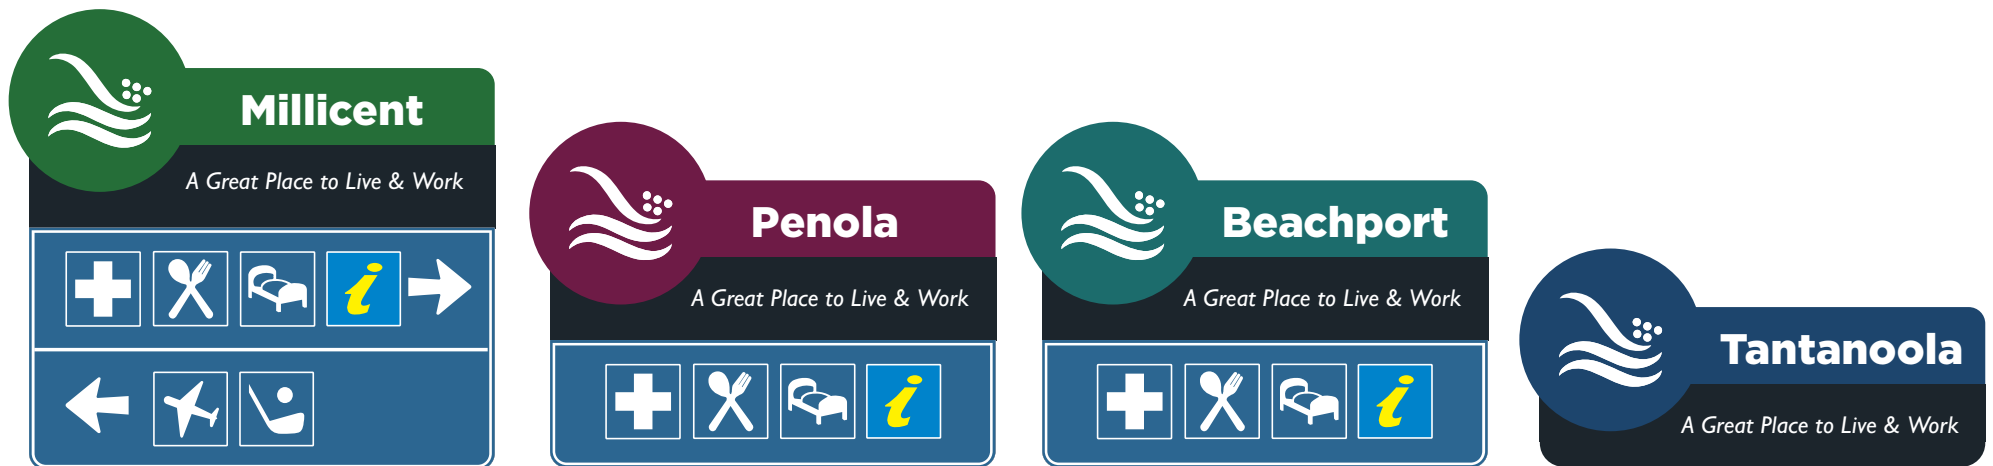 Millicent
A Great Place to Live & Work
i
Penola
A Great Place to Live & Work
i
Beachport
A Great Place to Live & Work
i
Tantanoola
A Great Place to Live & Work